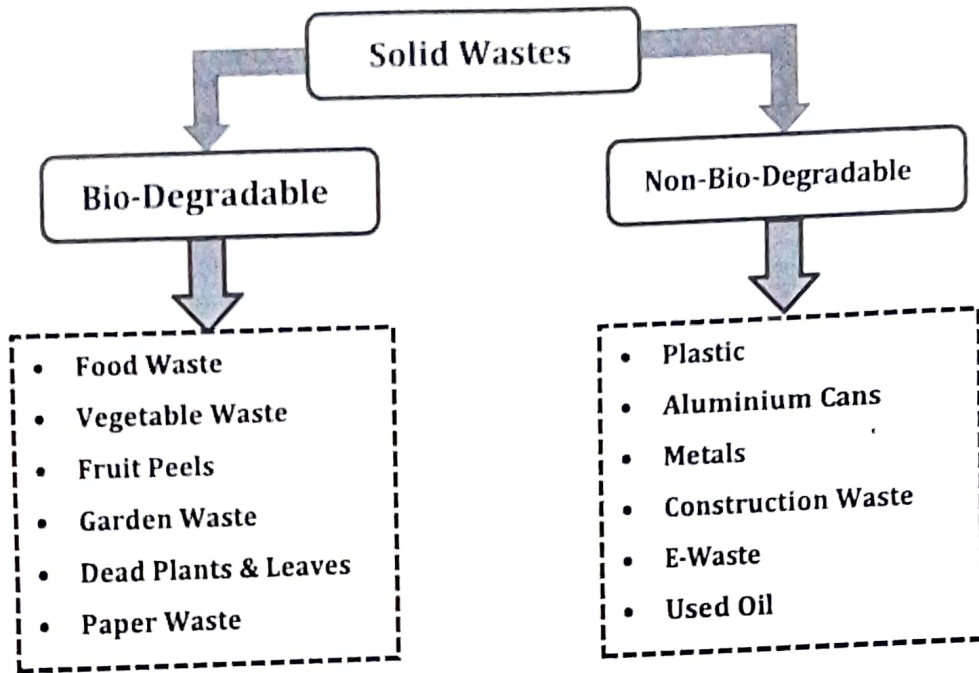 Solid Wastes
Bio-Degradable
Non-Bio-Degradable
• Food Waste
• Vegetable Waste
• Fruit Peels
• Garden Waste
• Dead Plants & Leaves
• Paper Waste
• Plastic
• Aluminium Cans
• Metals
• Construction Waste
• E-Waste
• Used Oil